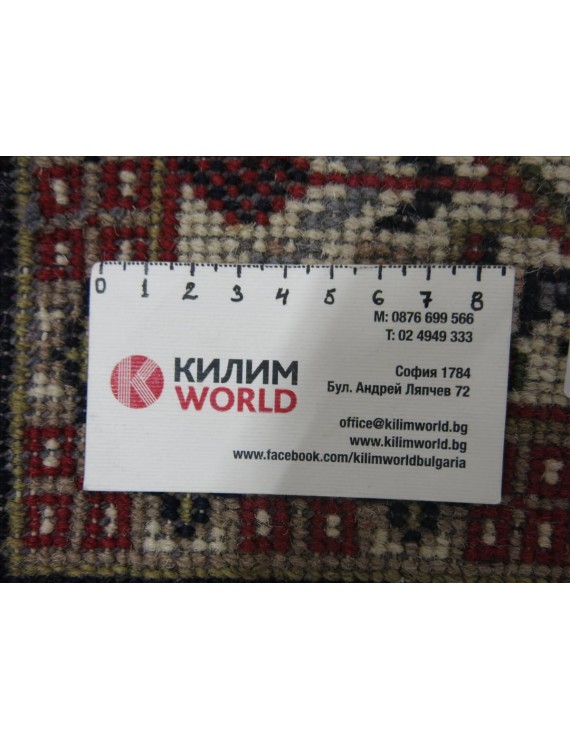 0 1 2 3 4 5 6 7 8
M: 0876 699 566
T: 02 4949 333
КИЛИМ
WORLD
София 1784
Бул. Андрей Ляпчев 72
office@kilimworld.bg
www.kilimworld.bg
www.facebook.com/kilimworldbulgaria